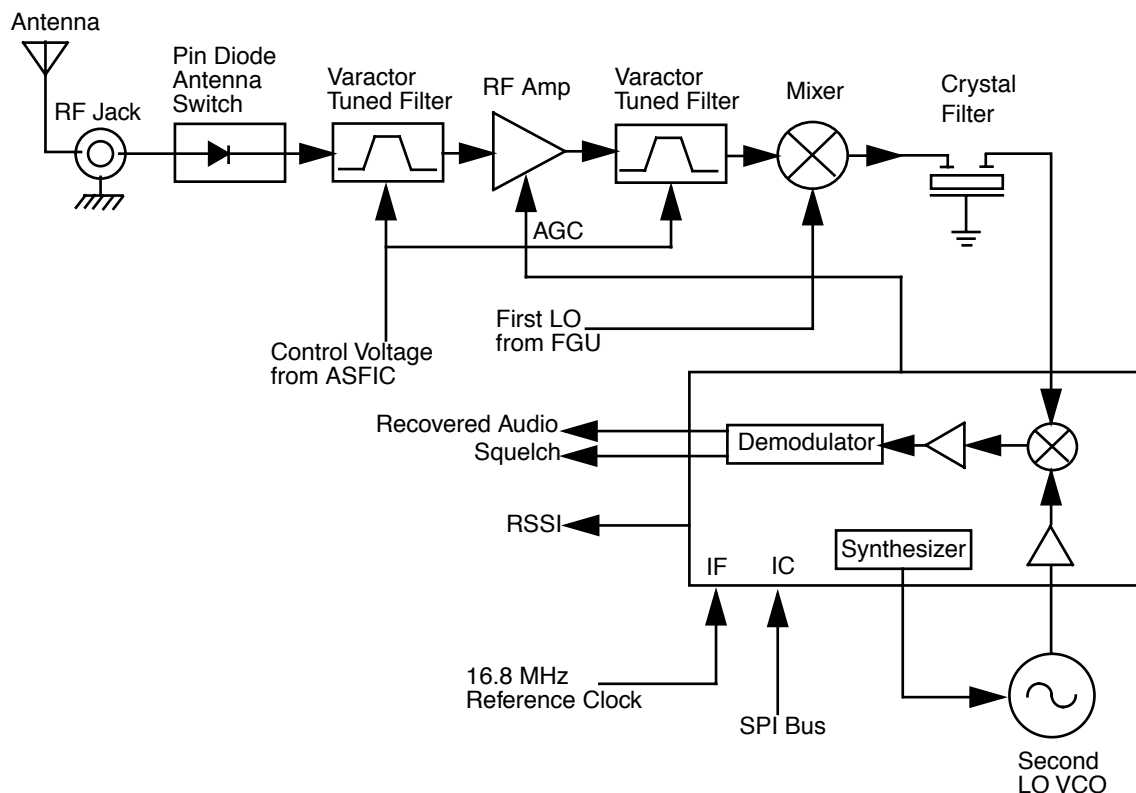 Antenna
RF Jack
Pin Diode
Antenna
Switch
Varactor
Tuned Filter
RF Amp
Varactor
Tuned Filter
Mixer
Crystal
Filter
AGC
First LO
from FGU
Control Voltage
from ASFIC
Recovered Audio
Squelch
Demodulator
RSSI
Synthesizer
IF IC
16.8 MHz
Reference Clock
SPI Bus
Second
LO VCO